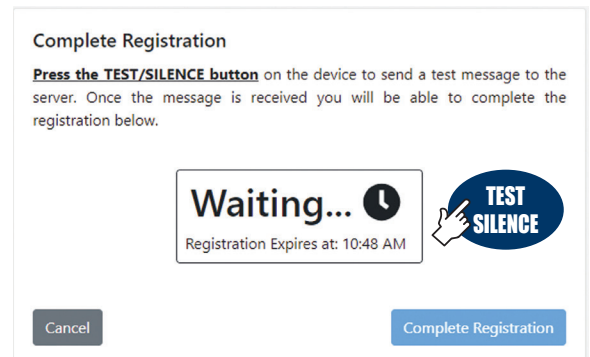 Complete Registration
Press the TEST/SILENCE button on the device to send a test message to the
server. Once the message is received you will be able to complete the
registration below.
Waiting...
Registration Expires at: 10:48 AM
TEST
SILENCE
Cancel
Complete Registration